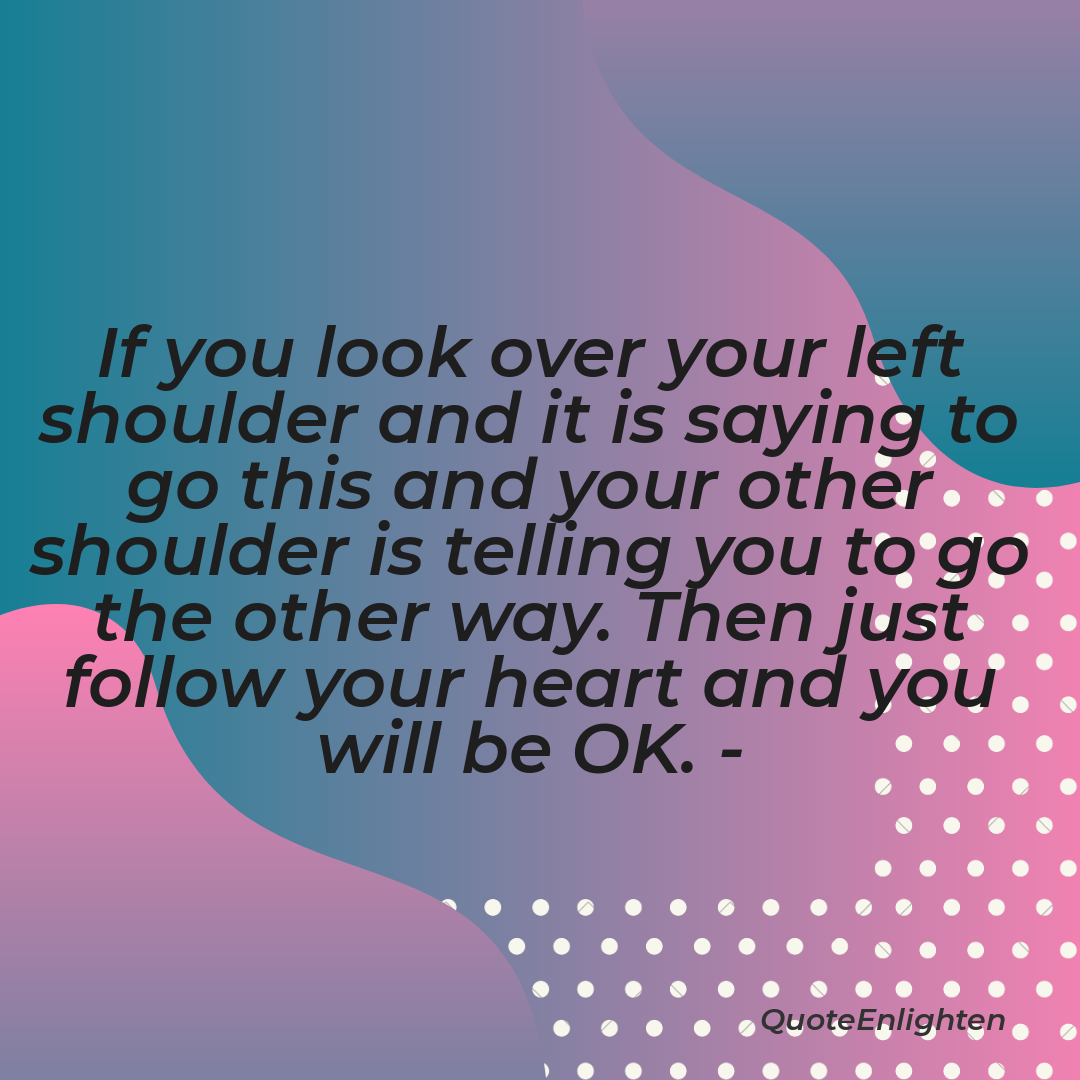 If you look over your left
shoulder and it is saying to
go this and your other
shoulder is telling you to go
the other way. Then just
follow your heart and you
will be OK. -
QuoteEnlighten